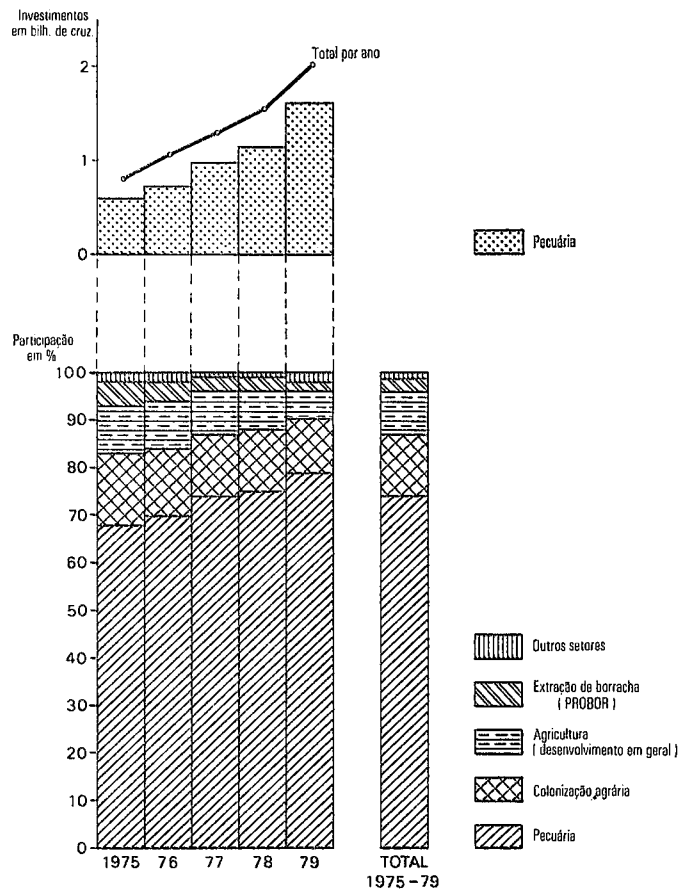 Investimentos
em bilh. de cruz.
Total por ano
2
1
0
Pecuária
Participação
em %
100
90
80
70
60
50
40
30
20
10
0
1975 76 77 78 79
TOTAL
1975-79
Outros setores
Extração de borracha
( PROBOR )
Agricultura
( desenvolvimento em geral )
Colonização agrária
Pecuária